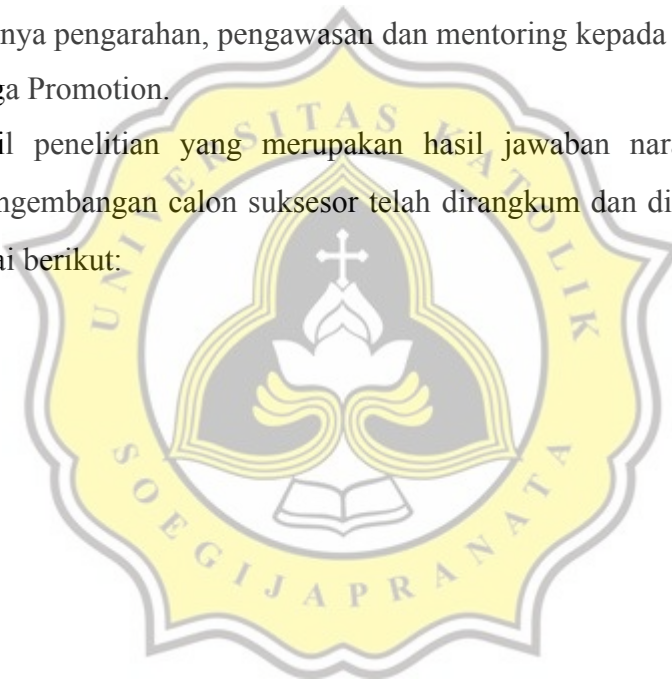 nya pengarahan, pengawasan dan mentoring kepada
ga Promotion.
il penelitian yang merupakan hasil jawaban nar
ngembangan calon suksesor telah dirangkum dan di
ai berikut:
UNIVERSITAS KATOLIK
SOEGIJAPRANATA